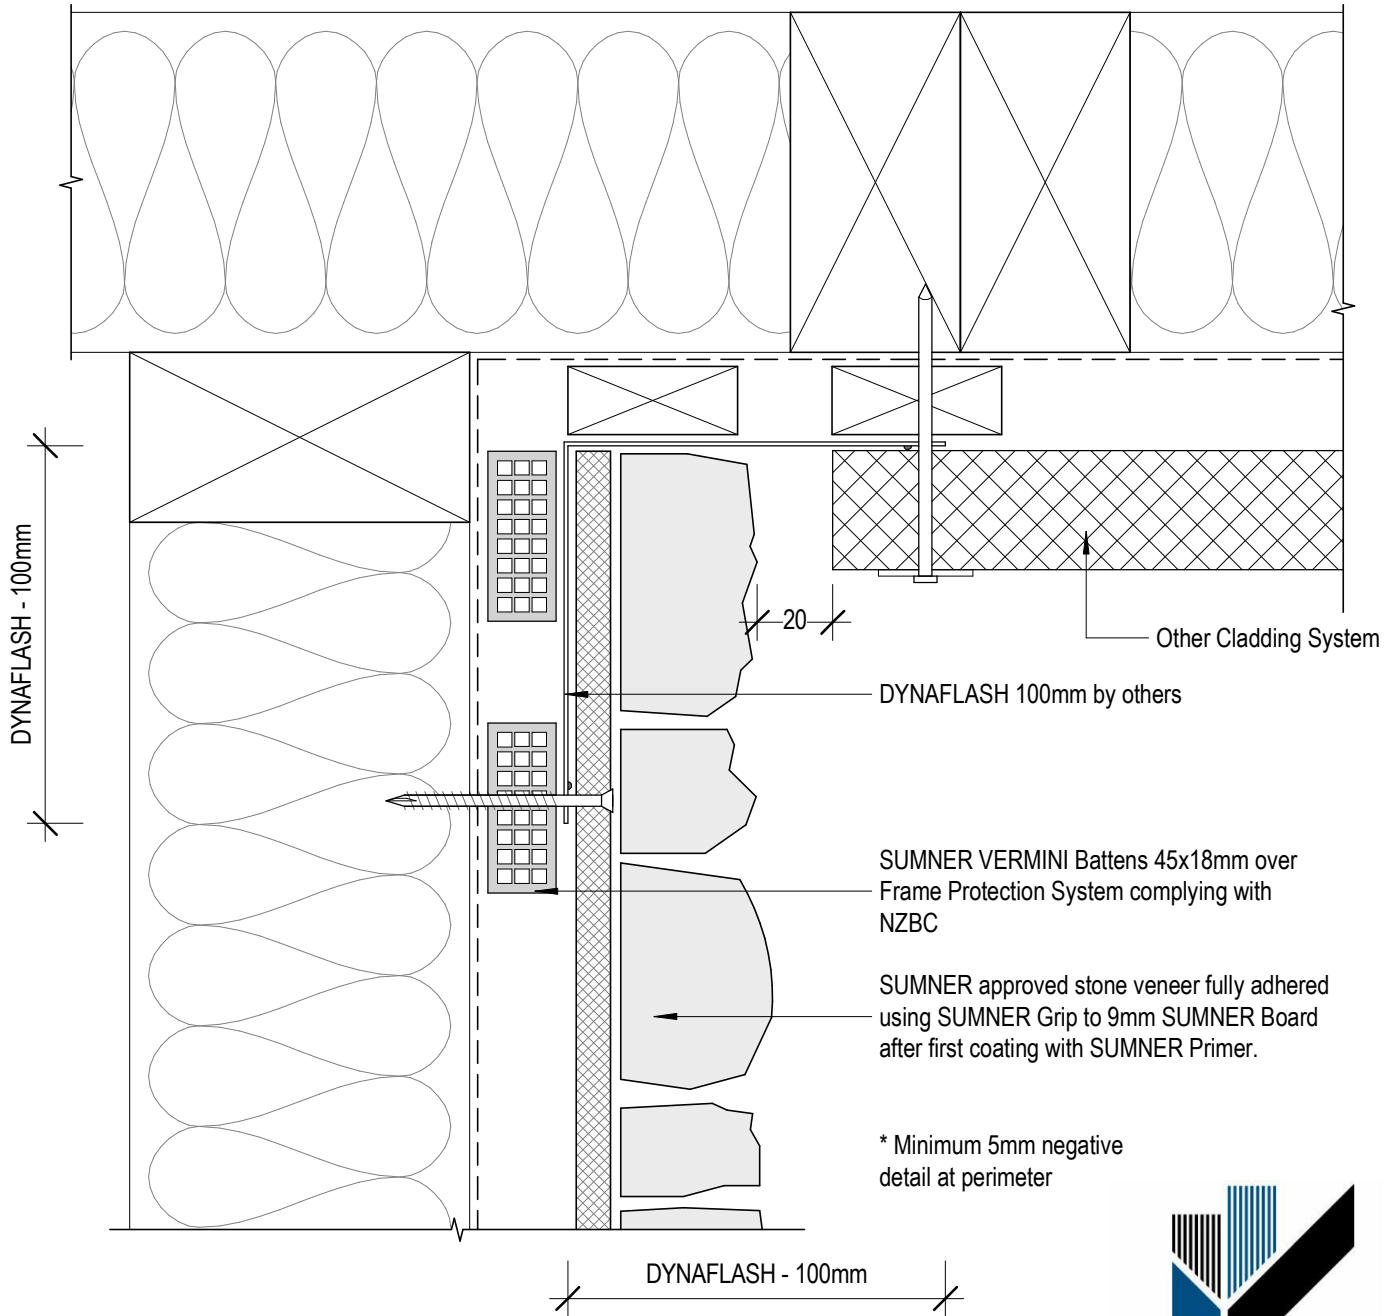 DYNAFLASH - 100mm
20
Other Cladding System
DYNAFLASH 100mm by others
SUMNER VERMINI Battens 45x18mm over
Frame Protection System complying with
NZBC
SUMNER approved stone veneer fully adhered
using SUMNER Grip to 9mm SUMNER Board
after first coating with SUMNER Primer.
* Minimum 5mm negative
detail at perimeter
DYNAFLASH - 100mm